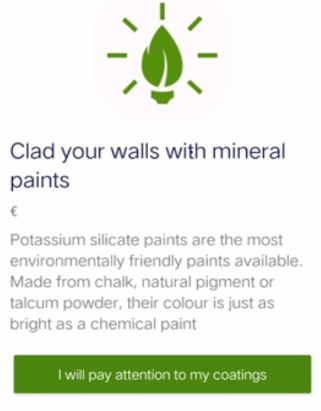 Clad your walls with mineral
paints
€
Potassium silicate paints are the most
environmentally friendly paints available.
Made from chalk, natural pigment or
talcum powder, their colour is just as
bright as a chemical paint
I will pay attention to my coatings